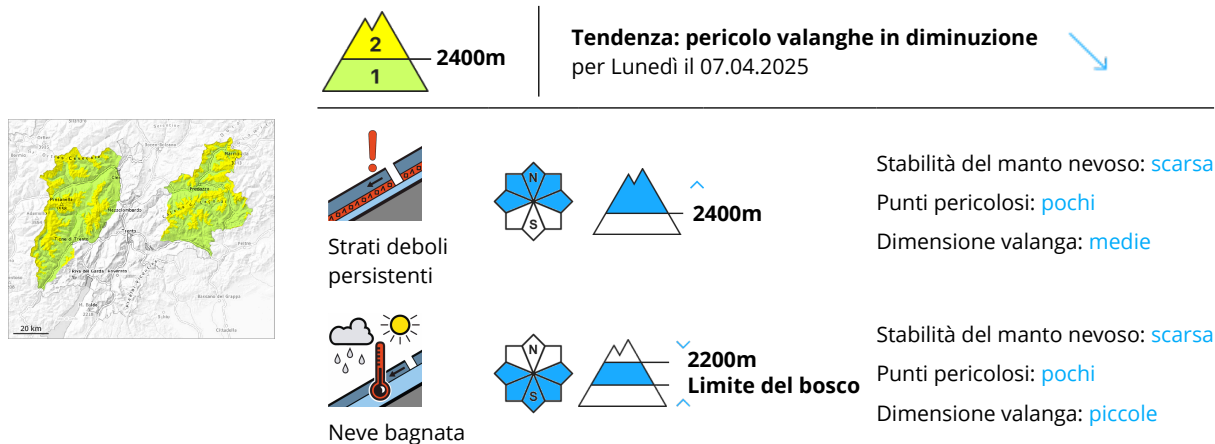 2
1
2400m
Tendenza: pericolo valanghe in diminuzione
per Lunedì il 07.04.2025
20 km
Trento
Strati deboli
persistenti
N
S
2400m
Stabilità del manto nevoso: scarsa
Punti pericolosi: pochi
Dimensione valanga: medie
Neve bagnata
N
S
2200m
Limite del bosco
Stabilità del manto nevoso: scarsa
Punti pericolosi: pochi
Dimensione valanga: piccole